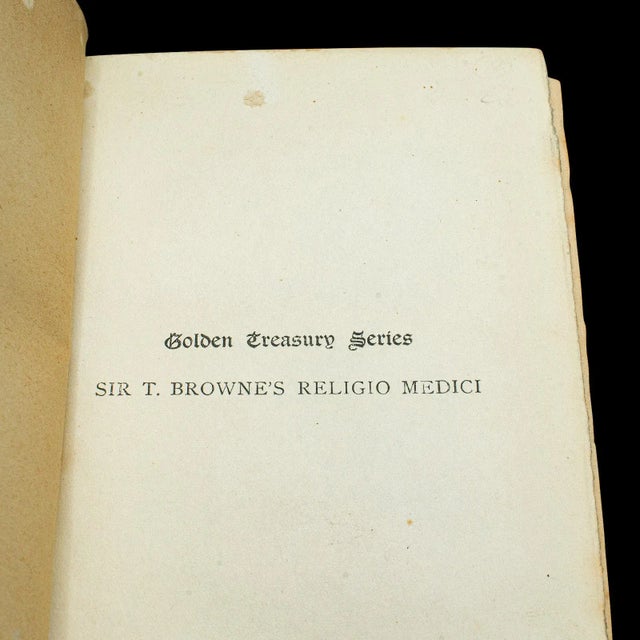 Golden Treasury Series
SIR T. BROWNE'S RELIGIO MEDICI